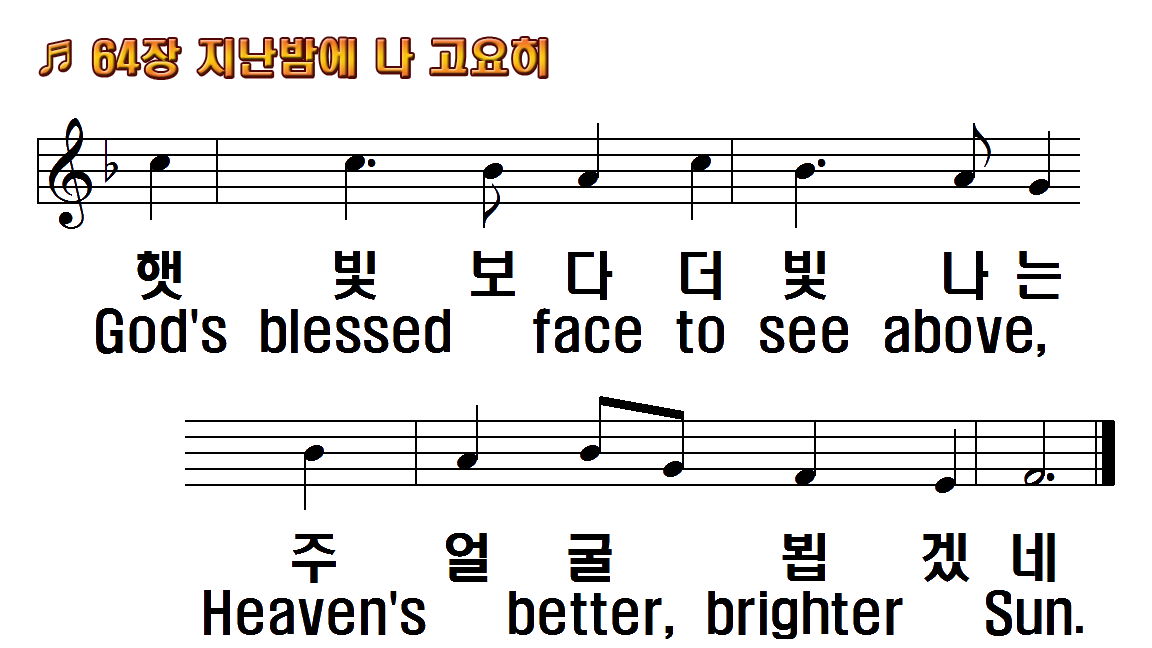 ♬ 64장 지난밤에 나 고요히
햇 빛 보 다 더 빛 나 는
God's blessed face to see above,
주 얼 굴 뵙 겠 네
Heaven's better, brighter Sun.